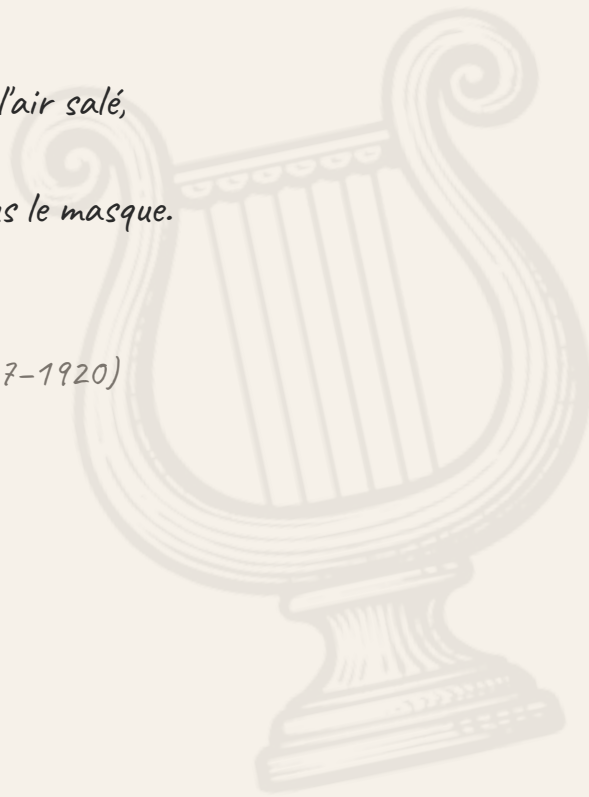 l'air salé,
s le masque.
7–1920)